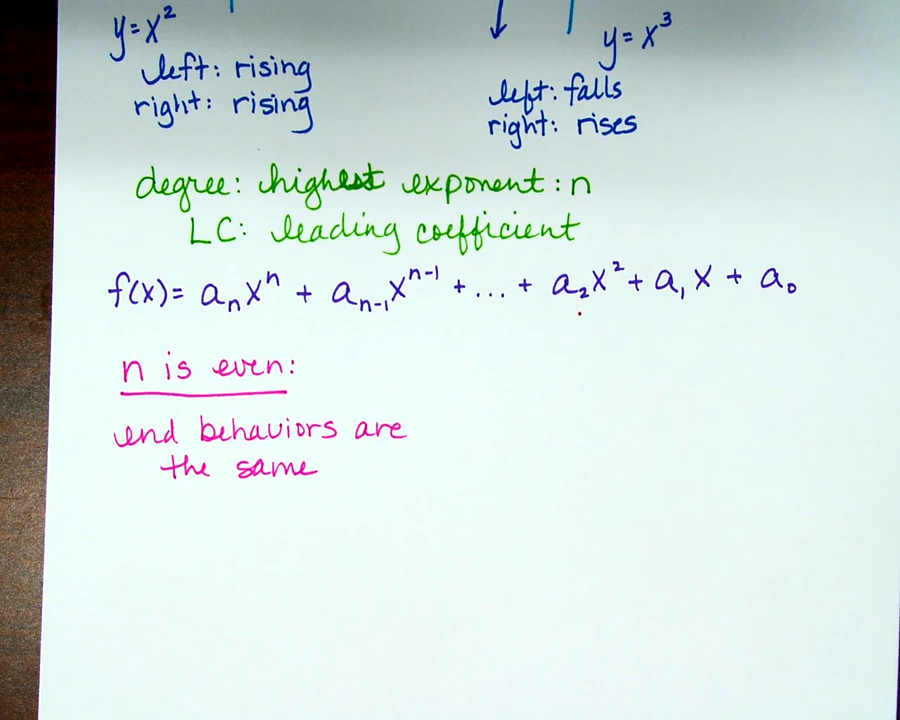 y=x²
left: rising
right: rising
y=x³
left: falls
right: rises
degree: highest exponent: n
LC: leading coefficient
f(x)= aₙxⁿ + aₙ₋₁xⁿ⁻¹ + ... + a₂x² + a₁x + a₀
n is even:
end behaviors are
the same